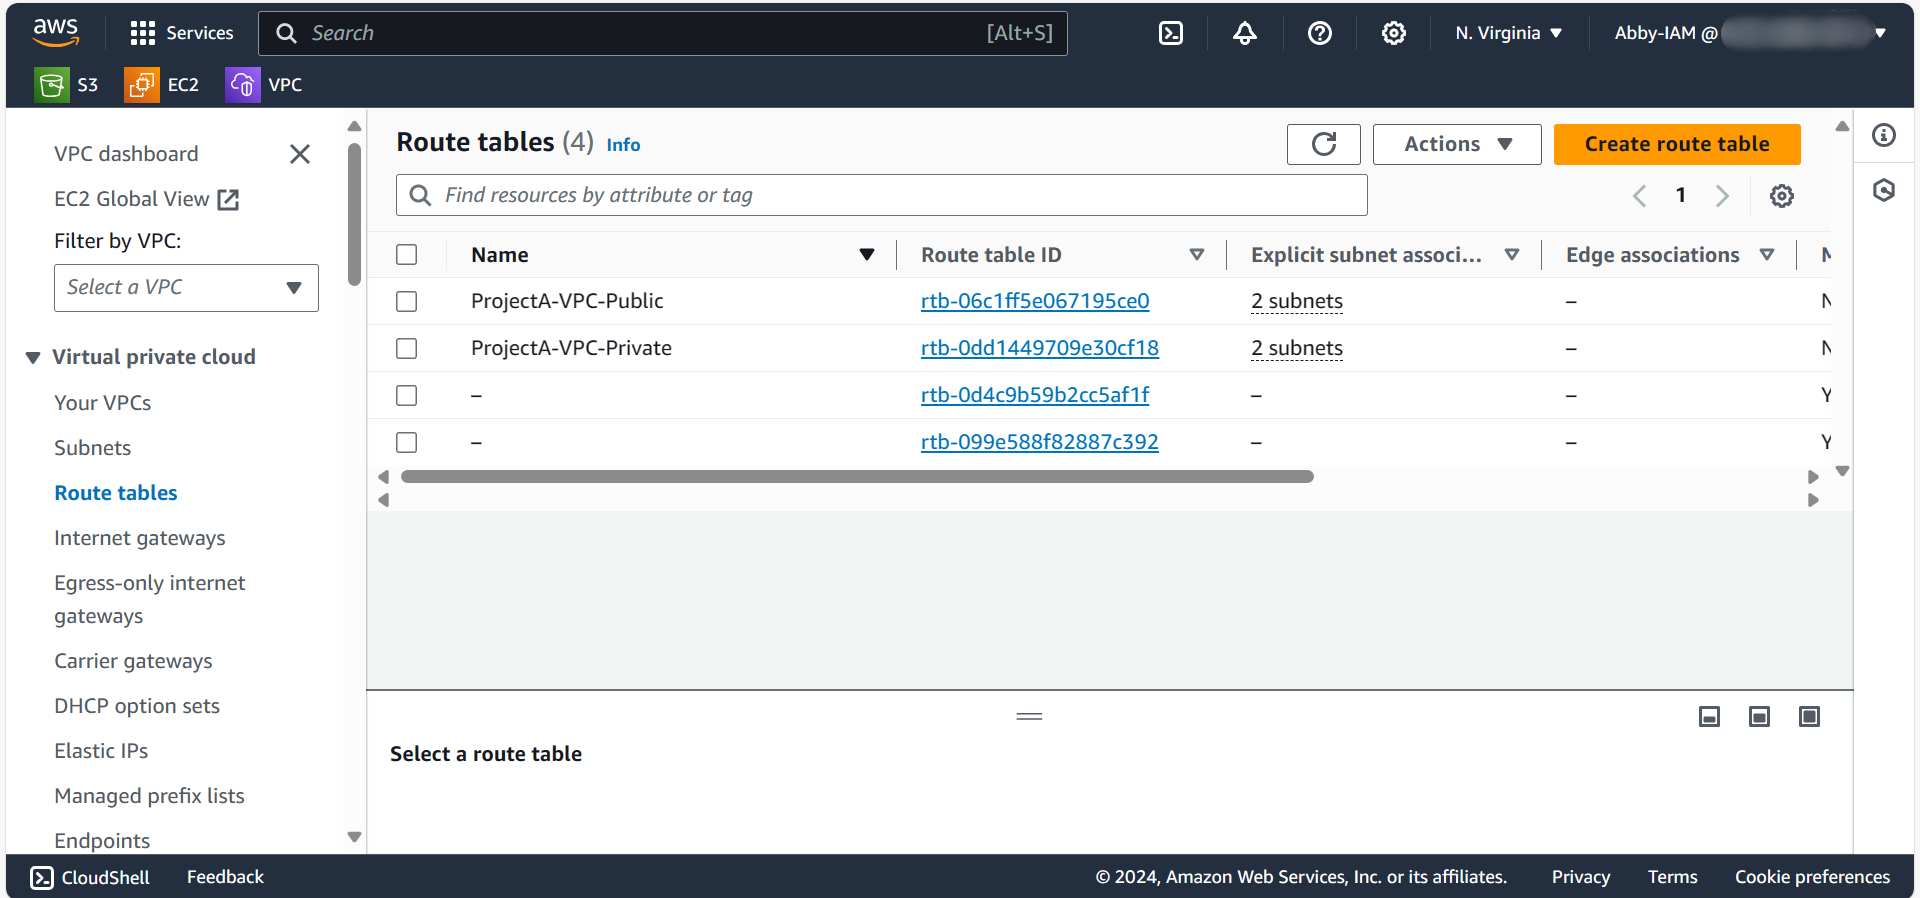 aws
Services
Search
[Alt+S]
N. Virginia
Abby-IAM @
S3
EC2
VPC
VPC dashboard
EC2 Global View
Filter by VPC:
Select a VPC
Virtual private cloud
Your VPCs
Subnets
Route tables
Internet gateways
Egress-only internet
gateways
Carrier gateways
DHCP option sets
Elastic IPs
Managed prefix lists
Endpoints
Route tables (4) Info
Actions
Create route table
Find resources by attribute or tag
1
Name Route table ID Explicit subnet associ... Edge associations
ProjectA-VPC-Public rtb-06c1ff5e067195ce0 2 subnets –
ProjectA-VPC-Private rtb-0dd1449709e30cf18 2 subnets –
– rtb-0d4c9b59b2cc5af1f – –
– rtb-099e588f82887c392 – –
Select a route table
CloudShell
Feedback
© 2024, Amazon Web Services, Inc. or its affiliates.
Privacy
Terms
Cookie preferences